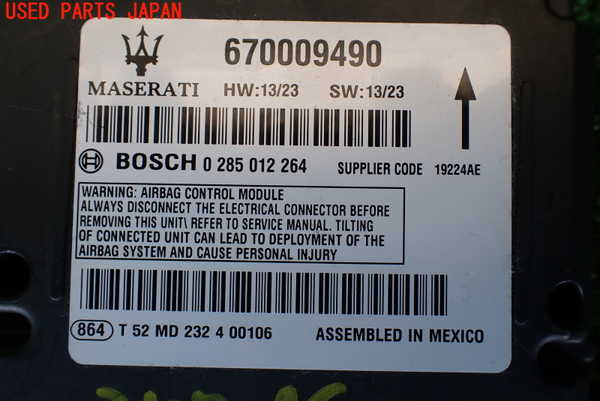 USED PARTS JAPAN
670009490
MASERATI HW:13/23 SW:13/23
BOSCH 0 285 012 264 SUPPLIER CODE 19224AE
WARNING: AIRBAG CONTROL MODULE
ALWAYS DISCONNECT THE ELECTRICAL CONNECTOR BEFORE
REMOVING THIS UNIT\ REFER TO SERVICE MANUAL. TILTING
OF CONNECTED UNIT CAN LEAD TO DEPLOYMENT OF THE
AIRBAG SYSTEM AND CAUSE PERSONAL INJURY
864 T 52 MD 232 4 00106 ASSEMBLED IN MEXICO